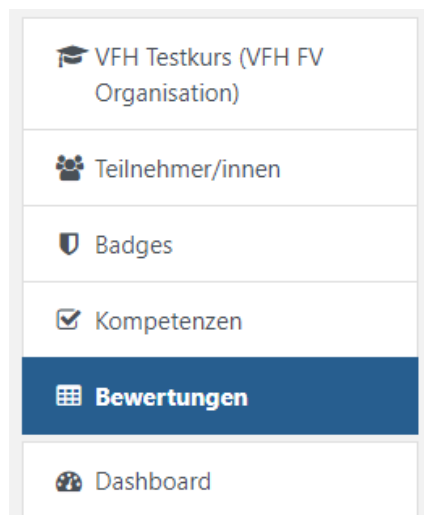 VFH Testkurs (VFH FV
Organisation)
Teilnehmer/innen
Badges
Kompetenzen
Bewertungen
Dashboard